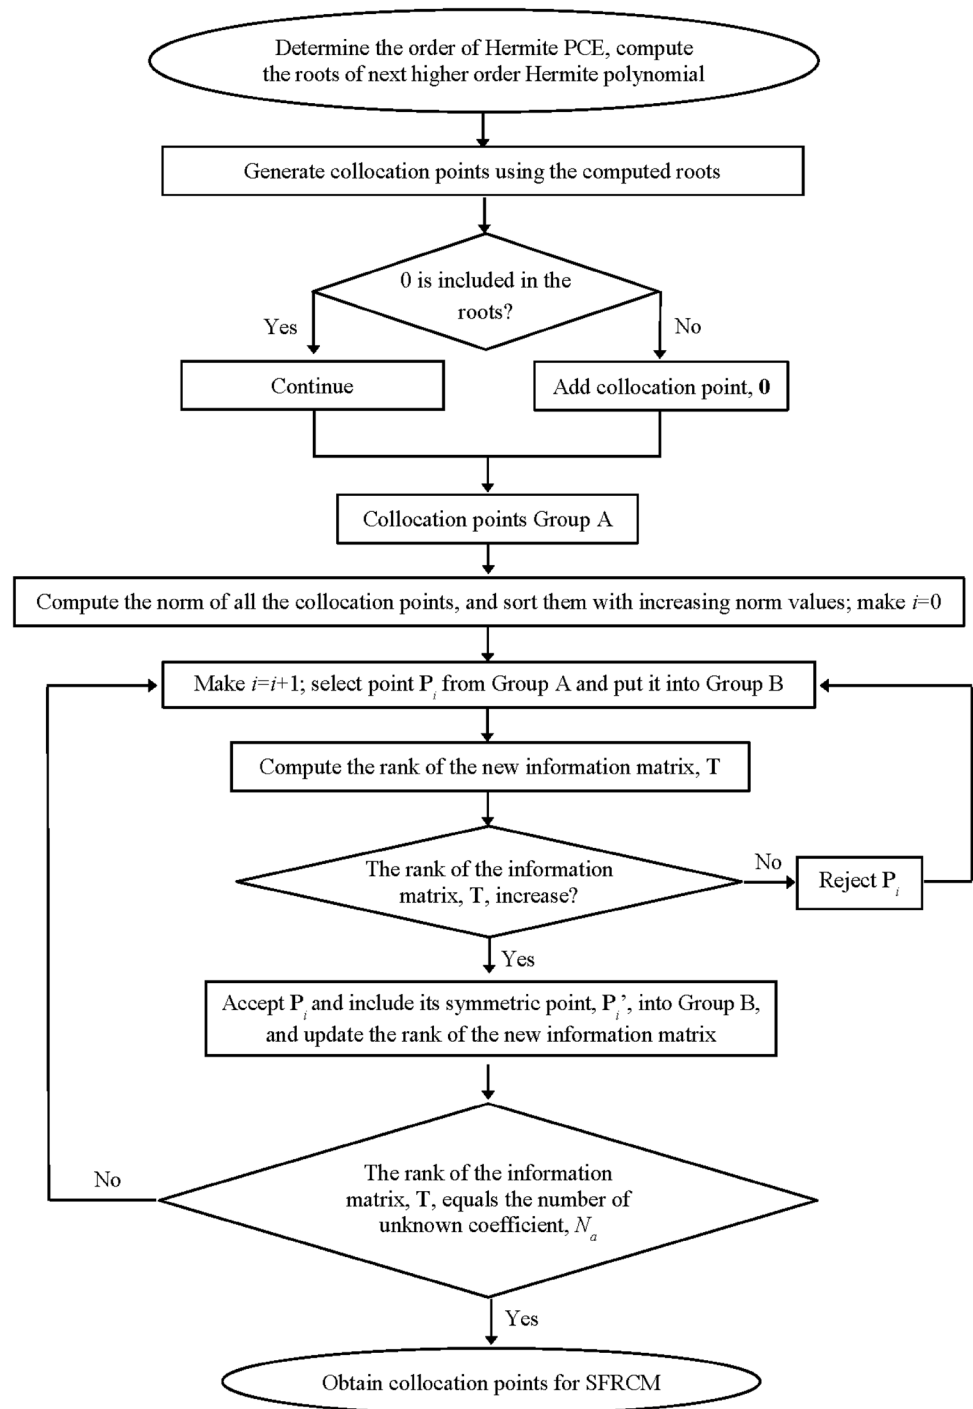 Determine the order of Hermite PCE, compute
the roots of next higher order Hermite polynomial
Generate collocation points using the computed roots
0 is included in the
roots?
Yes
No
Continue
Add collocation point, 0
Collocation points Group A
Compute the norm of all the collocation points, and sort them with increasing norm values; make i=0
Make i=i+1; select point P_i from Group A and put it into Group B
Compute the rank of the new information matrix, T
The rank of the information
matrix, T, increase?
No
Reject P_i
Yes
Accept P_i and include its symmetric point, P_i’, into Group B,
and update the rank of the new information matrix
The rank of the information
matrix, T, equals the number of
unknown coefficient, N_a
No
Yes
Obtain collocation points for SFRCM